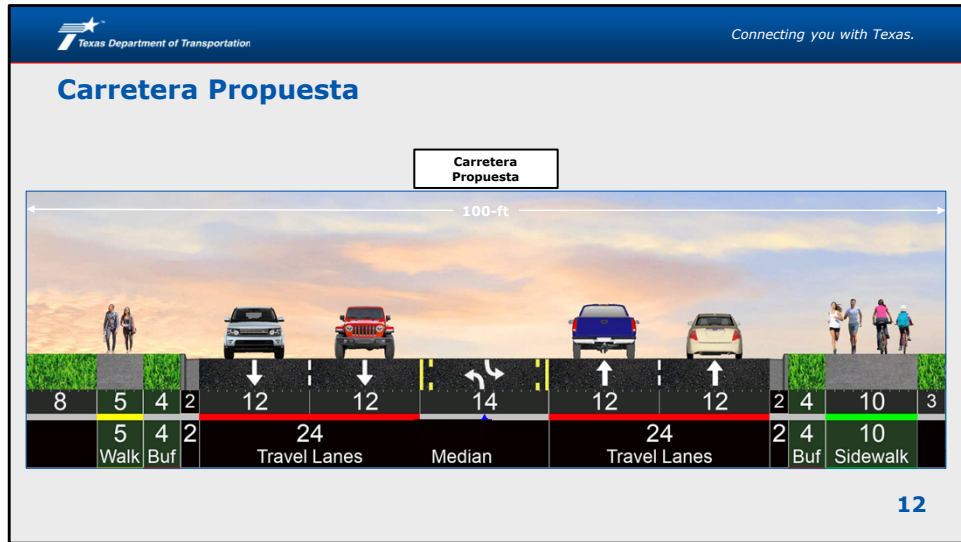 Texas Department of Transportation
Connecting you with Texas.
Carretera Propuesta
Carretera
Propuesta
100-ft
8 5 4 2 12 12 14 12 12 2 4 10 3
5 4 2 24 24 2 4 10
Walk Buf Travel Lanes Median Travel Lanes Buf Sidewalk
12